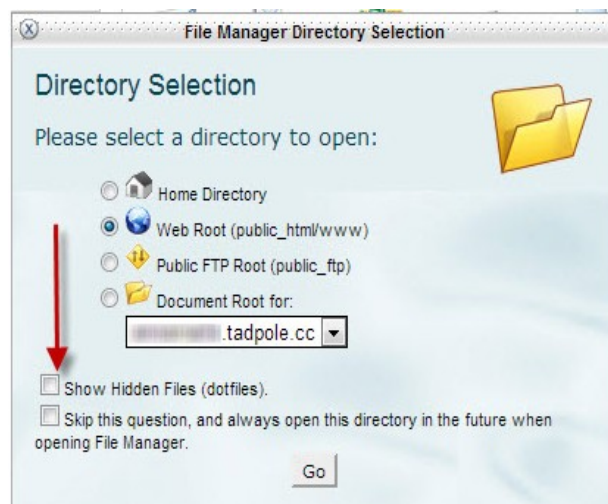 File Manager Directory Selection
Directory Selection
Please select a directory to open:
Home Directory
Web Root (public_html/www)
Public FTP Root (public_ftp)
Document Root for:
.tadpole.cc
Show Hidden Files (dotfiles).
Skip this question, and always open this directory in the future when
opening File Manager.
Go